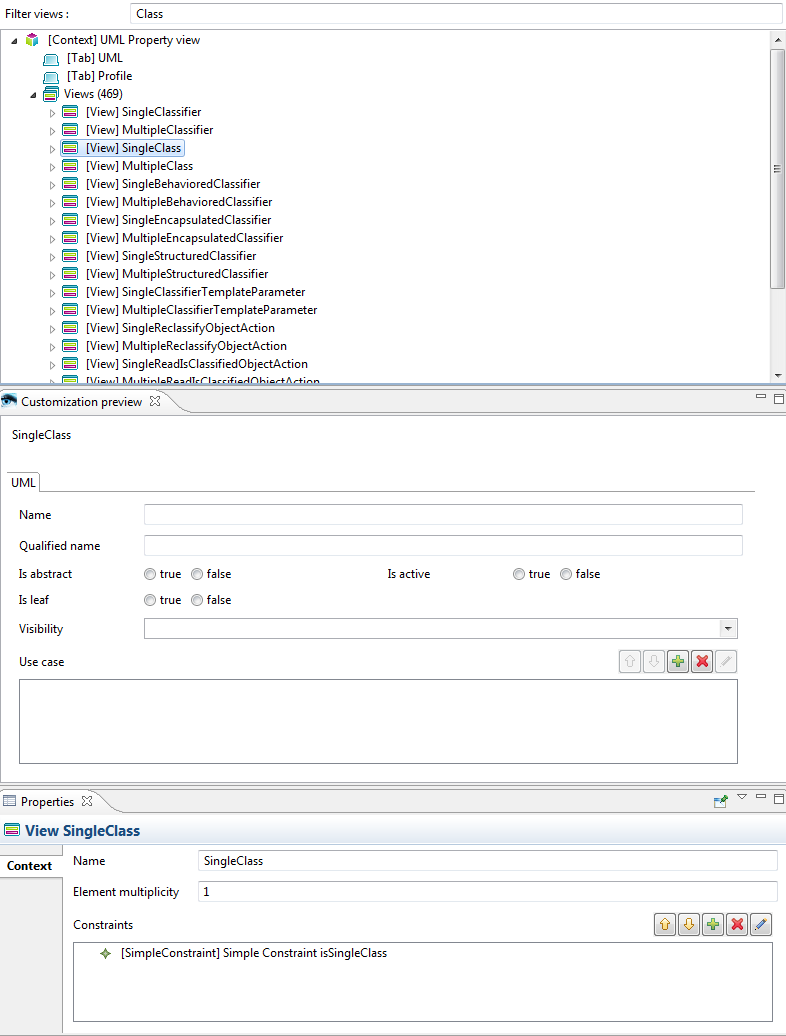 Filter views : Class
[Context] UML Property view
[Tab] UML
[Tab] Profile
Views (469)
[View] SingleClassifier
[View] MultipleClassifier
[View] SingleClass
[View] MultipleClass
[View] SingleBehavioredClassifier
[View] MultipleBehavioredClassifier
[View] SingleEncapsulatedClassifier
[View] MultipleEncapsulatedClassifier
[View] SingleStructuredClassifier
[View] MultipleStructuredClassifier
[View] SingleClassifierTemplateParameter
[View] MultipleClassifierTemplateParameter
[View] SingleReclassifyObjectAction
[View] MultipleReclassifyObjectAction
[View] SingleReadIsClassifiedObjectAction
[View] MultipleReadIsClassifiedObjectAction
Customization preview
SingleClass
UML
Name
Qualified name
Is abstract true false Is active true false
Is leaf true false
Visibility
Use case
Properties
View SingleClass
Context
Name SingleClass
Element multiplicity 1
Constraints
[SimpleConstraint] Simple Constraint isSingleClass